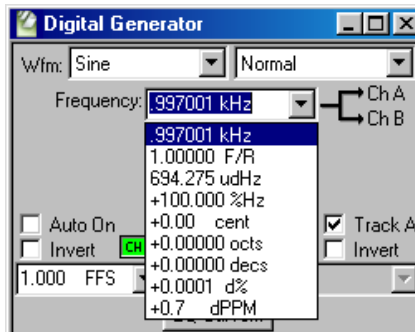 Digital Generator
Wfm: Sine Normal
Frequency: .997001 kHz Ch A
Ch B
.997001 kHz
1.00000 F/R
694.275 udHz
+100.000 %Hz
+0.00 cent
+0.00000 octs
+0.00000 decs
+0.0001 d%
+0.7 dPPM
Auto On Track A
Invert CH Invert
1.000 FFS